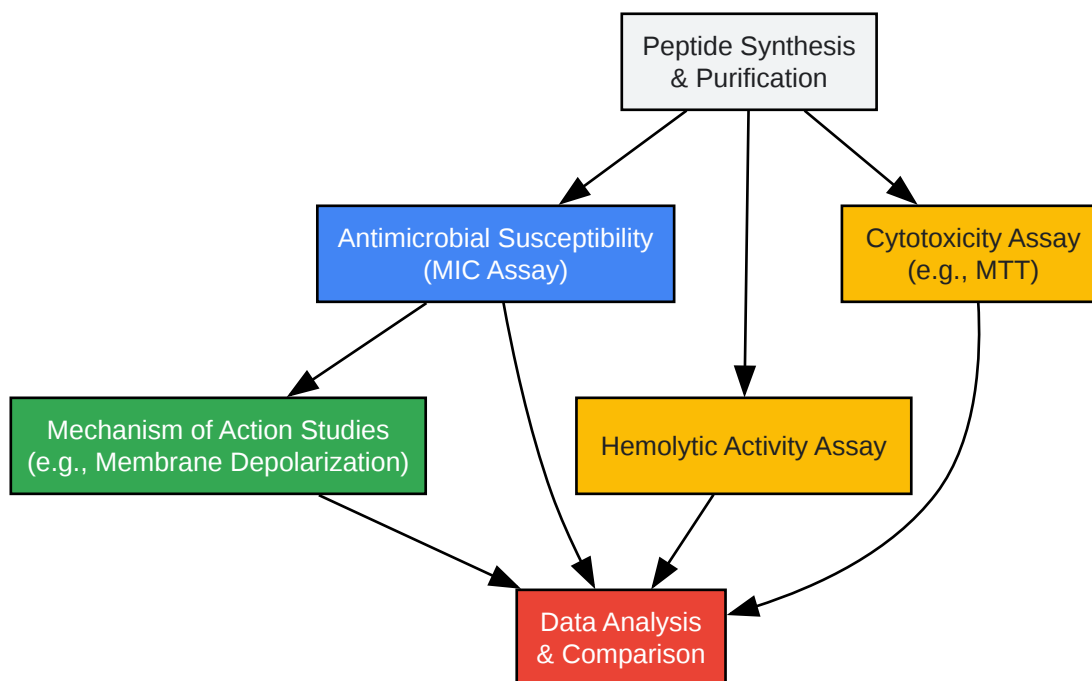 Peptide Synthesis
& Purification
Antimicrobial Susceptibility
(MIC Assay)
Cytotoxicity Assay
(e.g., MTT)
Mechanism of Action Studies
(e.g., Membrane Depolarization)
Hemolytic Activity Assay
Data Analysis
& Comparison